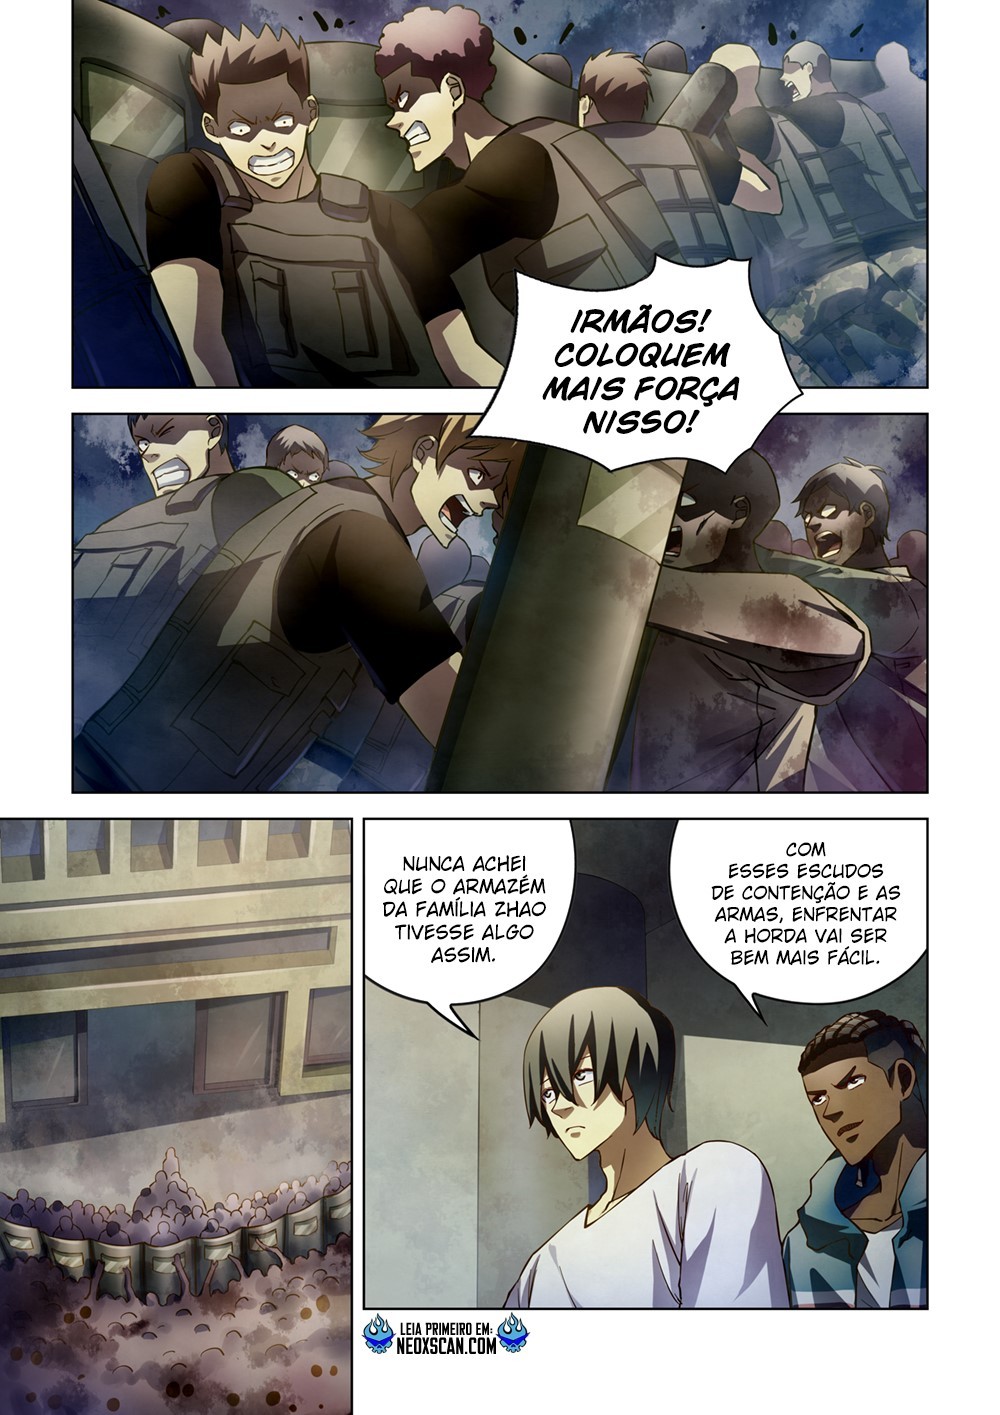 IRMÃOS!
COLOQUEM
MAIS FORÇA
NISSO!
NUNCA ACHEI
QUE O ARMAZÉM
DA FAMÍLIA ZHAO
TIVESSE ALGO
ASSIM.
COM
ESSES ESCUDOS
DE CONTENÇÃO E AS
ARMAS, ENFRENTAR
A HORDA VAI SER
BEM MAIS FÁCIL.
LEIA PRIMEIRO EM:
NEOXSCAN.COM